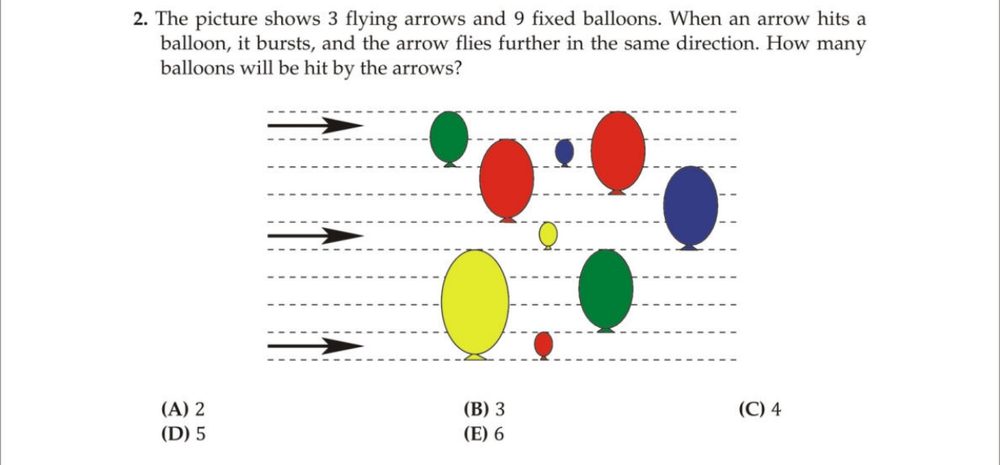 2. The picture shows 3 flying arrows and 9 fixed balloons. When an arrow hits a
balloon, it bursts, and the arrow flies further in the same direction. How many
balloons will be hit by the arrows?
(A) 2 (B) 3 (C) 4
(D) 5 (E) 6